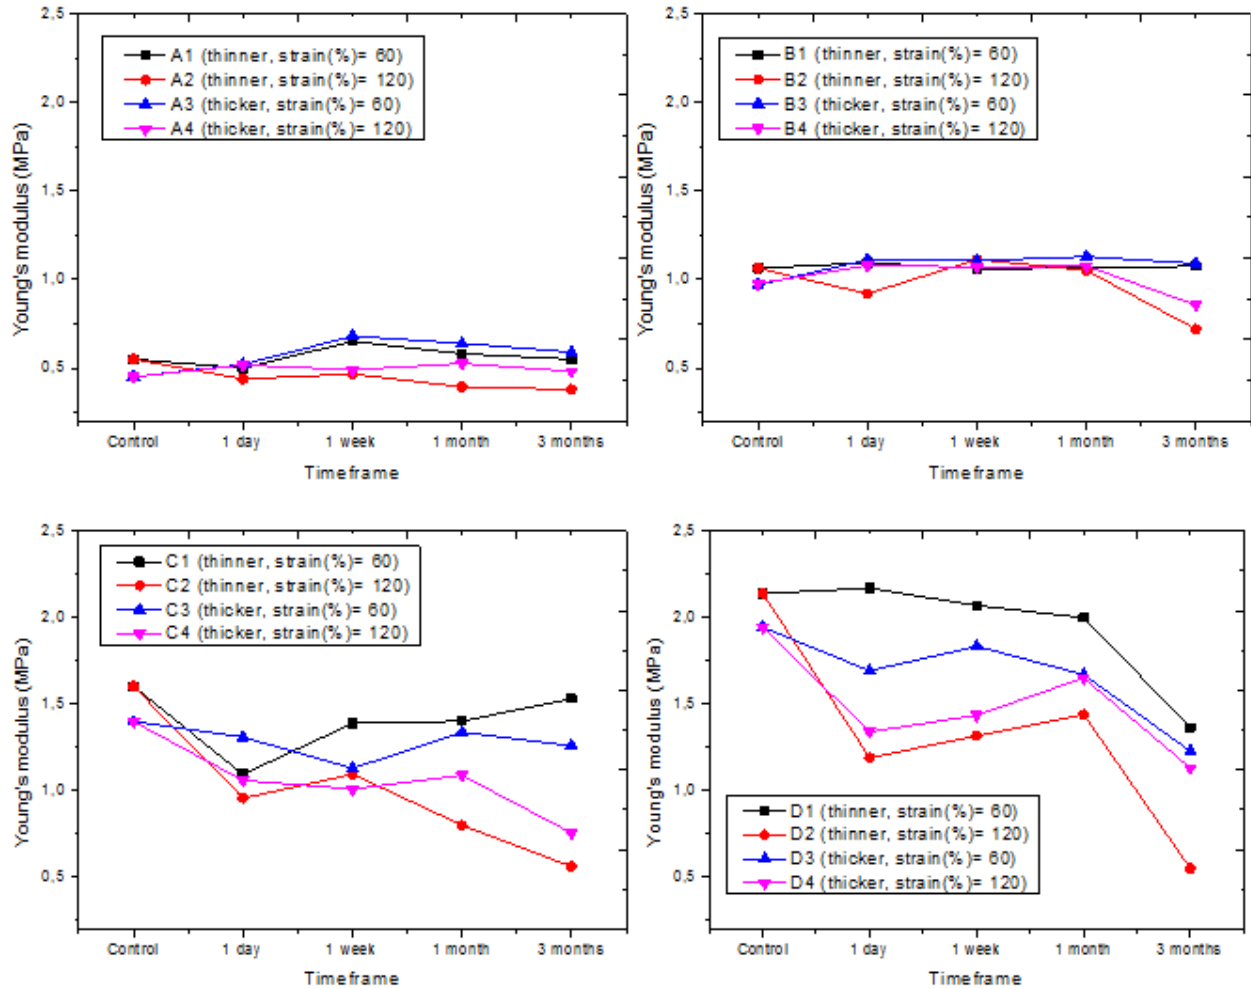 2,5
2,0
1,5
1,0
0,5
Young's modulus (MPa)
A1 (thinner, strain(%)= 60)
A2 (thinner, strain(%)= 120)
A3 (thicker, strain(%)= 60)
A4 (thicker, strain(%)= 120)
Control
1 day
1 week
1 month
3 months
Timeframe
2,5
2,0
1,5
1,0
0,5
Young's modulus (MPa)
B1 (thinner, strain(%)= 60)
B2 (thinner, strain(%)= 120)
B3 (thicker, strain(%)= 60)
B4 (thicker, strain(%)= 120)
Control
1 day
1 week
1 month
3 months
Timeframe
2,5
2,0
1,5
1,0
0,5
Young's modulus (MPa)
C1 (thinner, strain(%)= 60)
C2 (thinner, strain(%)= 120)
C3 (thicker, strain(%)= 60)
C4 (thicker, strain(%)= 120)
Control
1 day
1 week
1 month
3 months
Timeframe
2,5
2,0
1,5
1,0
0,5
Young's modulus (MPa)
D1 (thinner, strain(%)= 60)
D2 (thinner, strain(%)= 120)
D3 (thicker, strain(%)= 60)
D4 (thicker, strain(%)= 120)
Control
1 day
1 week
1 month
3 months
Timeframe